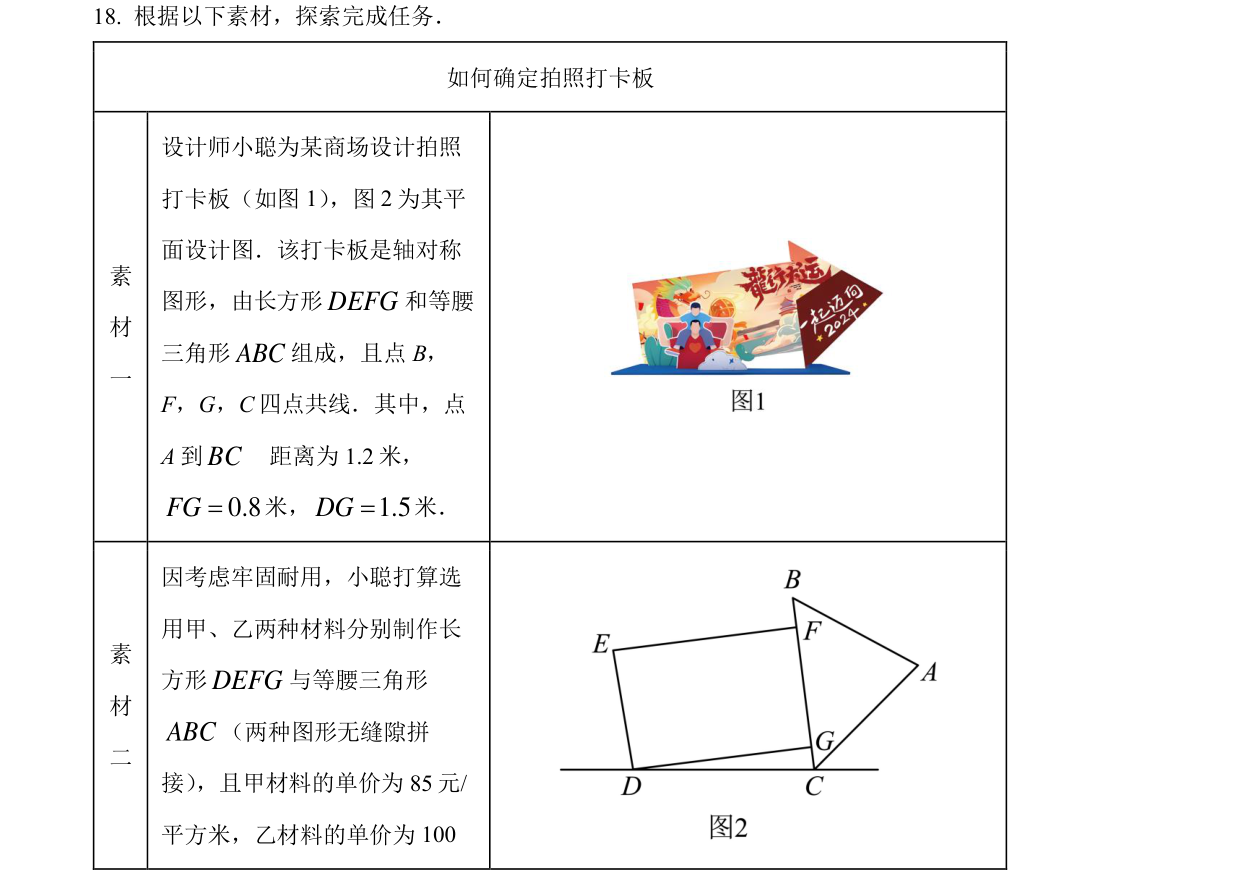 18. 根据以下素材，探索完成任务．
如何确定拍照打卡板
素材一
设计师小聪为某商场设计拍照
打卡板（如图 1），图 2 为其平
面设计图．该打卡板是轴对称
图形，由长方形 DEFG 和等腰
三角形 ABC 组成，且点 B，
F，G，C 四点共线．其中，点
A 到 BC 距离为 1.2 米，
FG = 0.8 米，DG = 1.5 米．
龍行大运
一起迈向
2024
图1
素材二
因考虑牢固耐用，小聪打算选
用甲、乙两种材料分别制作长
方形 DEFG 与等腰三角形
ABC（两种图形无缝隙拼
接），且甲材料的单价为 85 元/
平方米，乙材料的单价为 100
B
F
E
A
G
D
C
图2